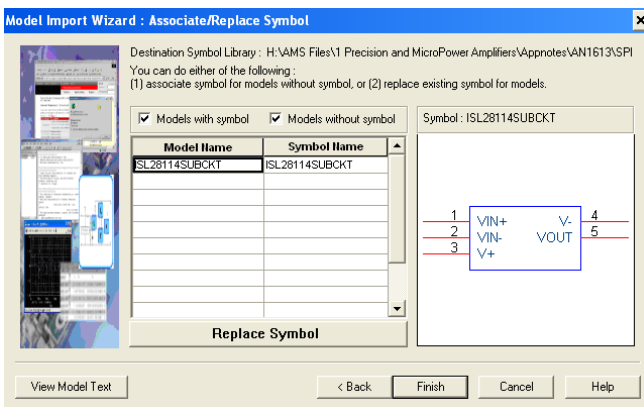 Model Import Wizard : Associate/Replace Symbol
Destination Symbol Library : H:\AMS Files\1 Precision and MicroPower Amplifiers\Appnotes\AN1613\SPI
You can do either of the following :
(1) associate symbol for models without symbol, or (2) replace existing symbol for models.
Models with symbol Models without symbol Symbol : ISL28114SUBCKT
Model Name Symbol Name
ISL28114SUBCKT ISL28114SUBCKT
1 VIN+ V- 4
2 VIN- VOUT 5
3 V+
Replace Symbol
View Model Text < Back Finish Cancel Help